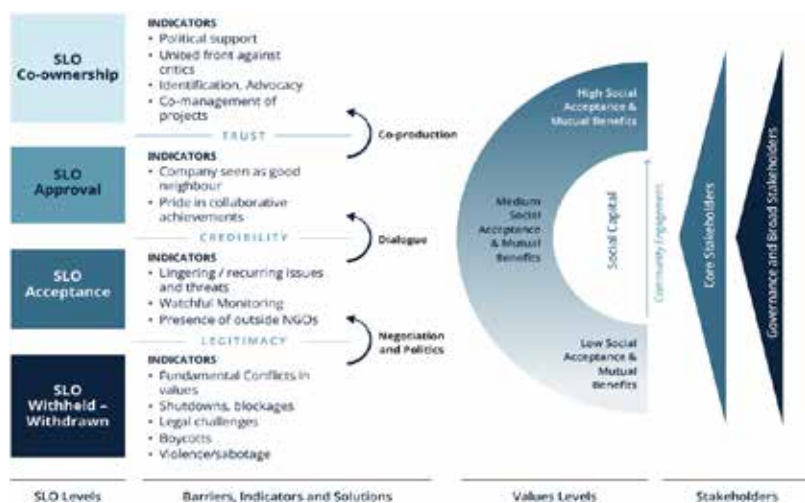 SLO
Co-ownership
INDICATORS
• Political support
• United front against
critics
• Identification, Advocacy
• Co-management of
projects
TRUST
Co-production
SLO
Approval
INDICATORS
• Company seen as good
neighbour
• Pride in collaborative
achievements
CREDIBILITY
Dialogue
SLO
Acceptance
INDICATORS
• Lingering / recurring issues
and threats
• Watchful Monitoring
• Presence of outside NGOs
LEGITIMACY
Negotiation
and Politics
SLO
Withheld –
Withdrawn
INDICATORS
• Fundamental Conflicts in
values
• Shutdowns, blockages
• Legal challenges
• Boycotts
• Violence/sabotage
High Social
Acceptance &
Mutual Benefits
Medium
Social
Acceptance
& Mutual
Benefits
Low Social
Acceptance &
Mutual
Benefits
Social Capital
Community Engagement
Core Stakeholders
Governance and Broad Stakeholders
SLO Levels
Barriers, Indicators and Solutions
Values Levels
Stakeholders